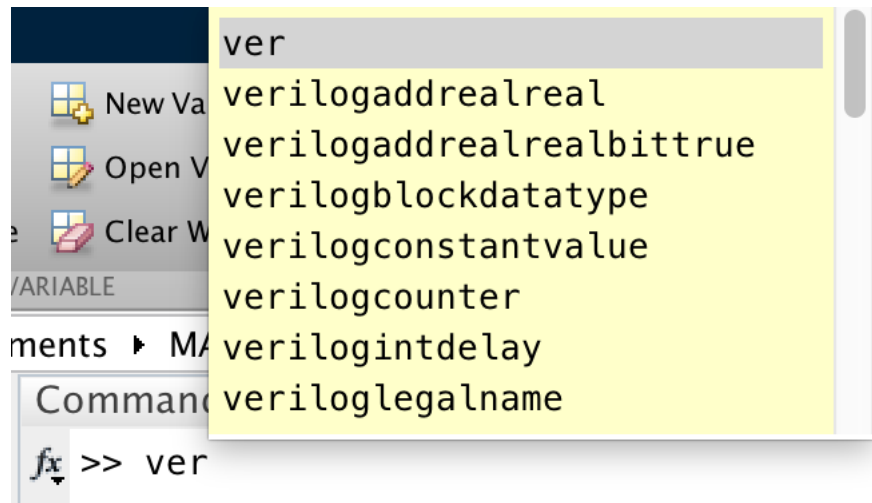 ver
verilogaddrealreal
New Va
verilogaddrealrealbittrue
Open V
verilogblockdatatype
e
Clear W
verilogconstantvalue
VARIABLE
verilogcounter
ments ▸ MA
verilogintdelay
Command
veriloglegalname
fx >> ver